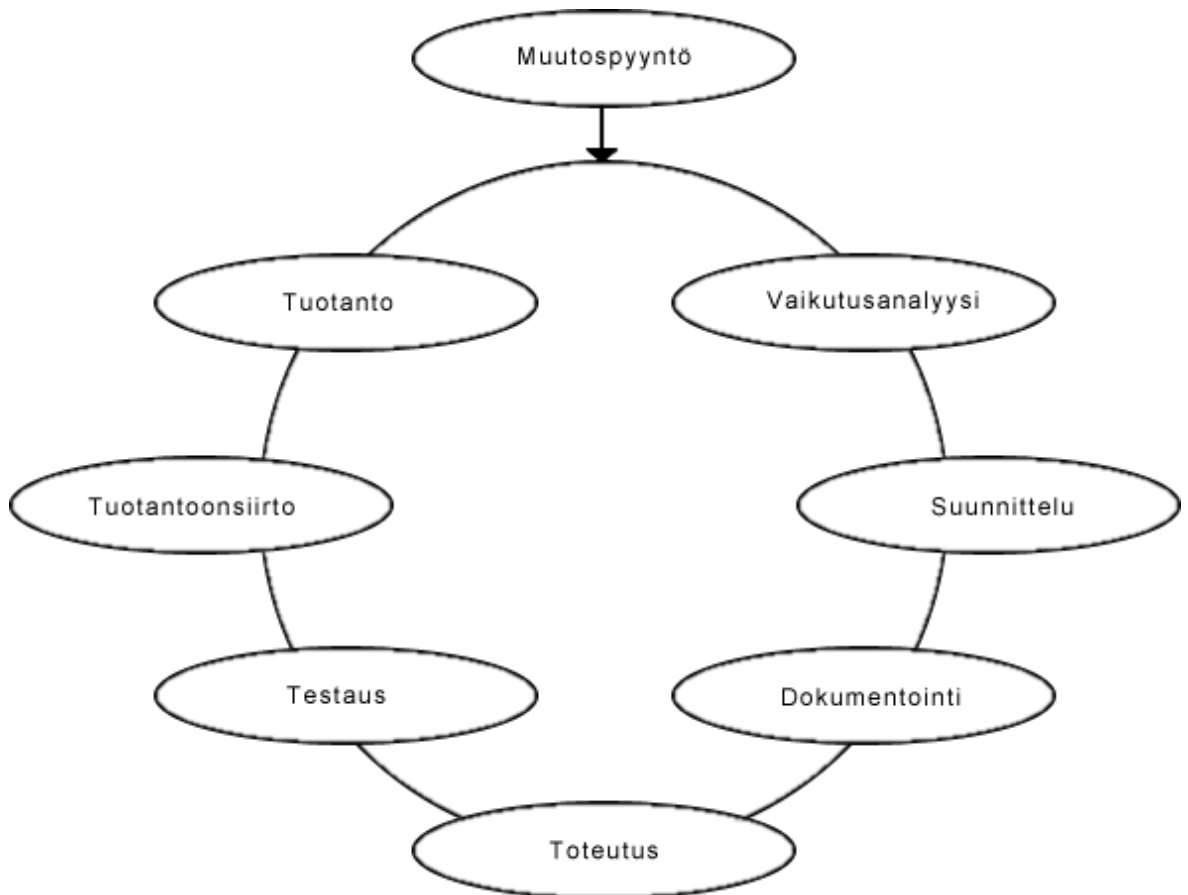 Muutospyyntö
Tuotanto
Vaikutusanalyysi
Tuotantoonsiirto
Suunnittelu
Testaus
Dokumentointi
Toteutus